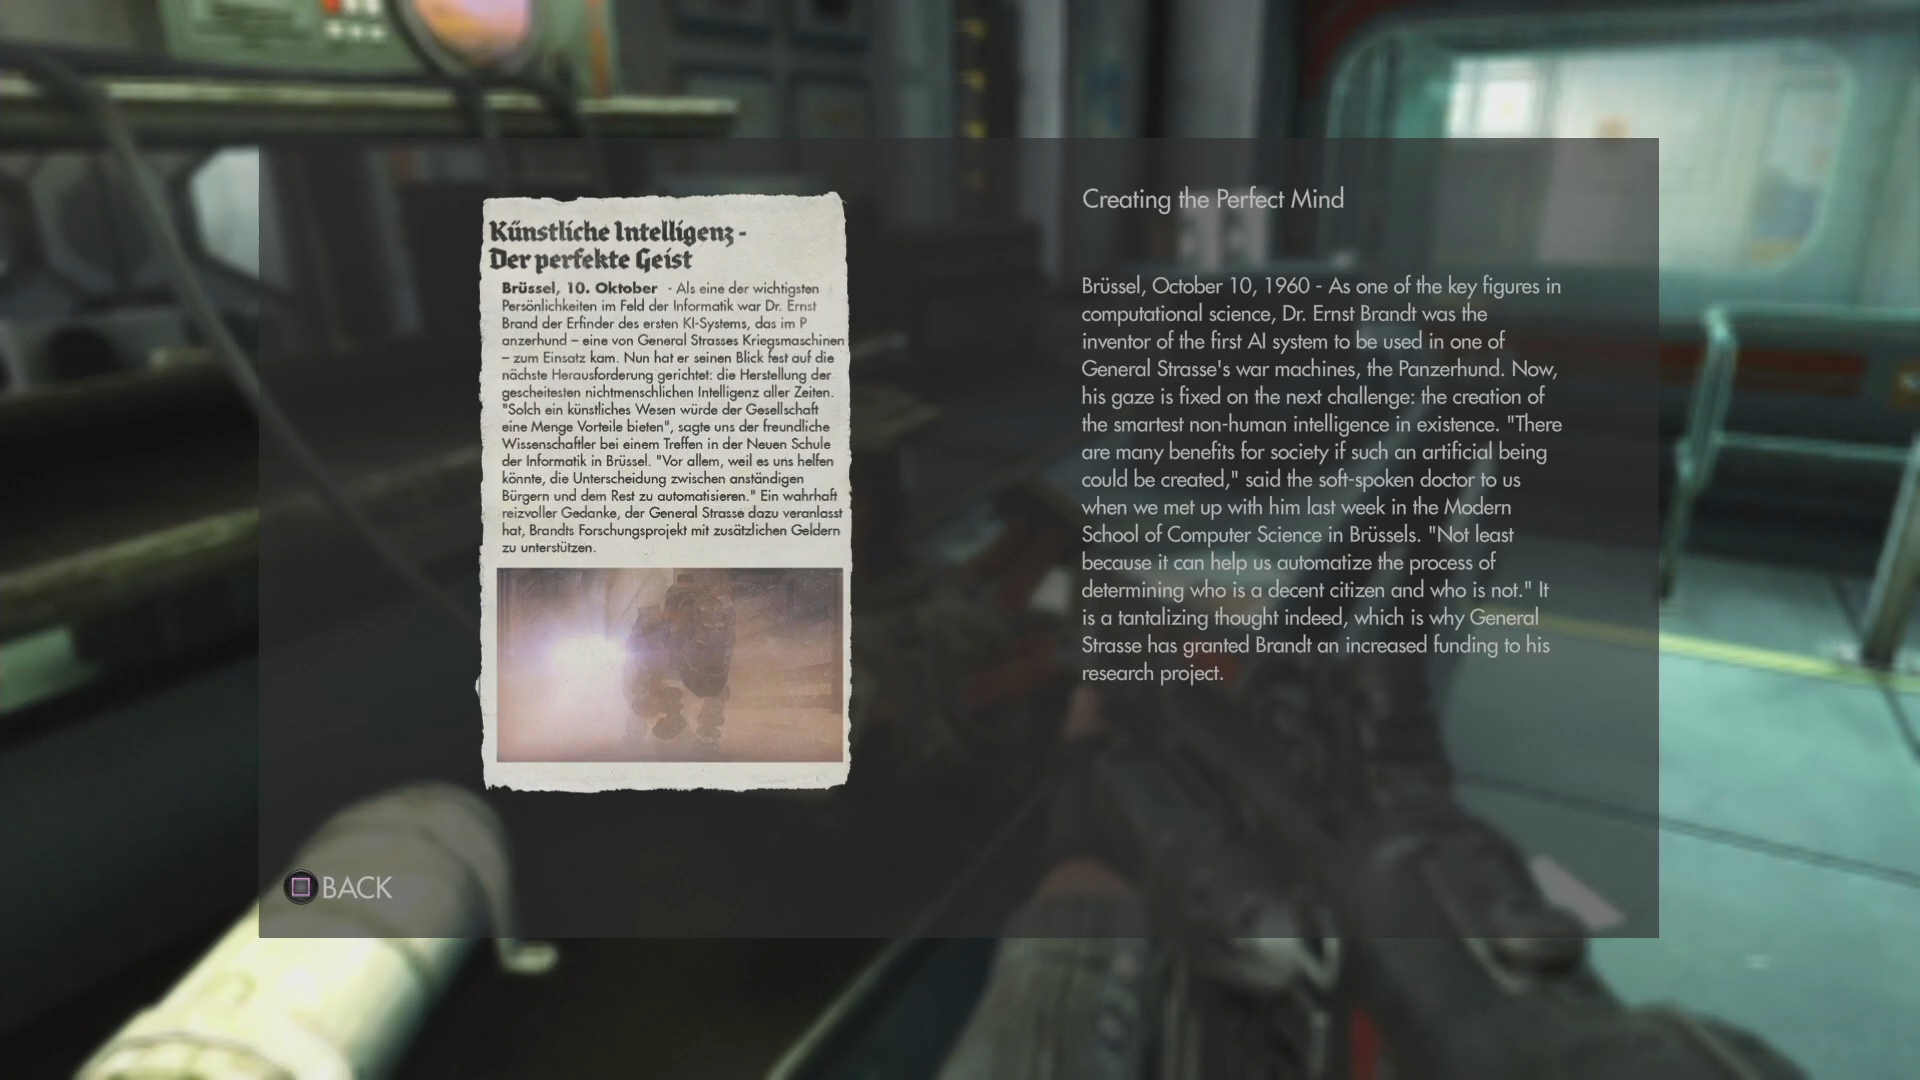 Künstliche Intelligenz -
Der perfekte Geist
Brüssel, 10. Oktober - Als eine der wichtigsten
Persönlichkeiten im Feld der Informatik war Dr. Ernst
Brand der Erfinder des ersten KI-Systems, das im P
anzerhund – eine von General Strasses Kriegsmaschinen
– zum Einsatz kam. Nun hat er seinen Blick fest auf die
nächste Herausforderung gerichtet: die Herstellung der
gescheitesten nichtmenschlichen Intelligenz aller Zeiten.
"Solch ein künstliches Wesen würde der Gesellschaft
eine Menge Vorteile bieten", sagte uns der freundliche
Wissenschaftler bei einem Treffen in der Neuen Schule
der Informatik in Brüssel. "Vor allem, weil es uns helfen
könnte, die Unterscheidung zwischen anständigen
Bürgern und dem Rest zu automatisieren." Ein wahrhaft
reizvoller Gedanke, der General Strasse dazu veranlasst
hat, Brandts Forschungsprojekt mit zusätzlichen Geldern
zu unterstützen.
Creating the Perfect Mind
Brüssel, October 10, 1960 - As one of the key figures in
computational science, Dr. Ernst Brandt was the
inventor of the first AI system to be used in one of
General Strasse's war machines, the Panzerhund. Now,
his gaze is fixed on the next challenge: the creation of
the smartest non-human intelligence in existence. "There
are many benefits for society if such an artificial being
could be created," said the soft-spoken doctor to us
when we met up with him last week in the Modern
School of Computer Science in Brüssels. "Not least
because it can help us automatize the process of
determining who is a decent citizen and who is not." It
is a tantalizing thought indeed, which is why General
Strasse has granted Brandt an increased funding to his
research project.
BACK